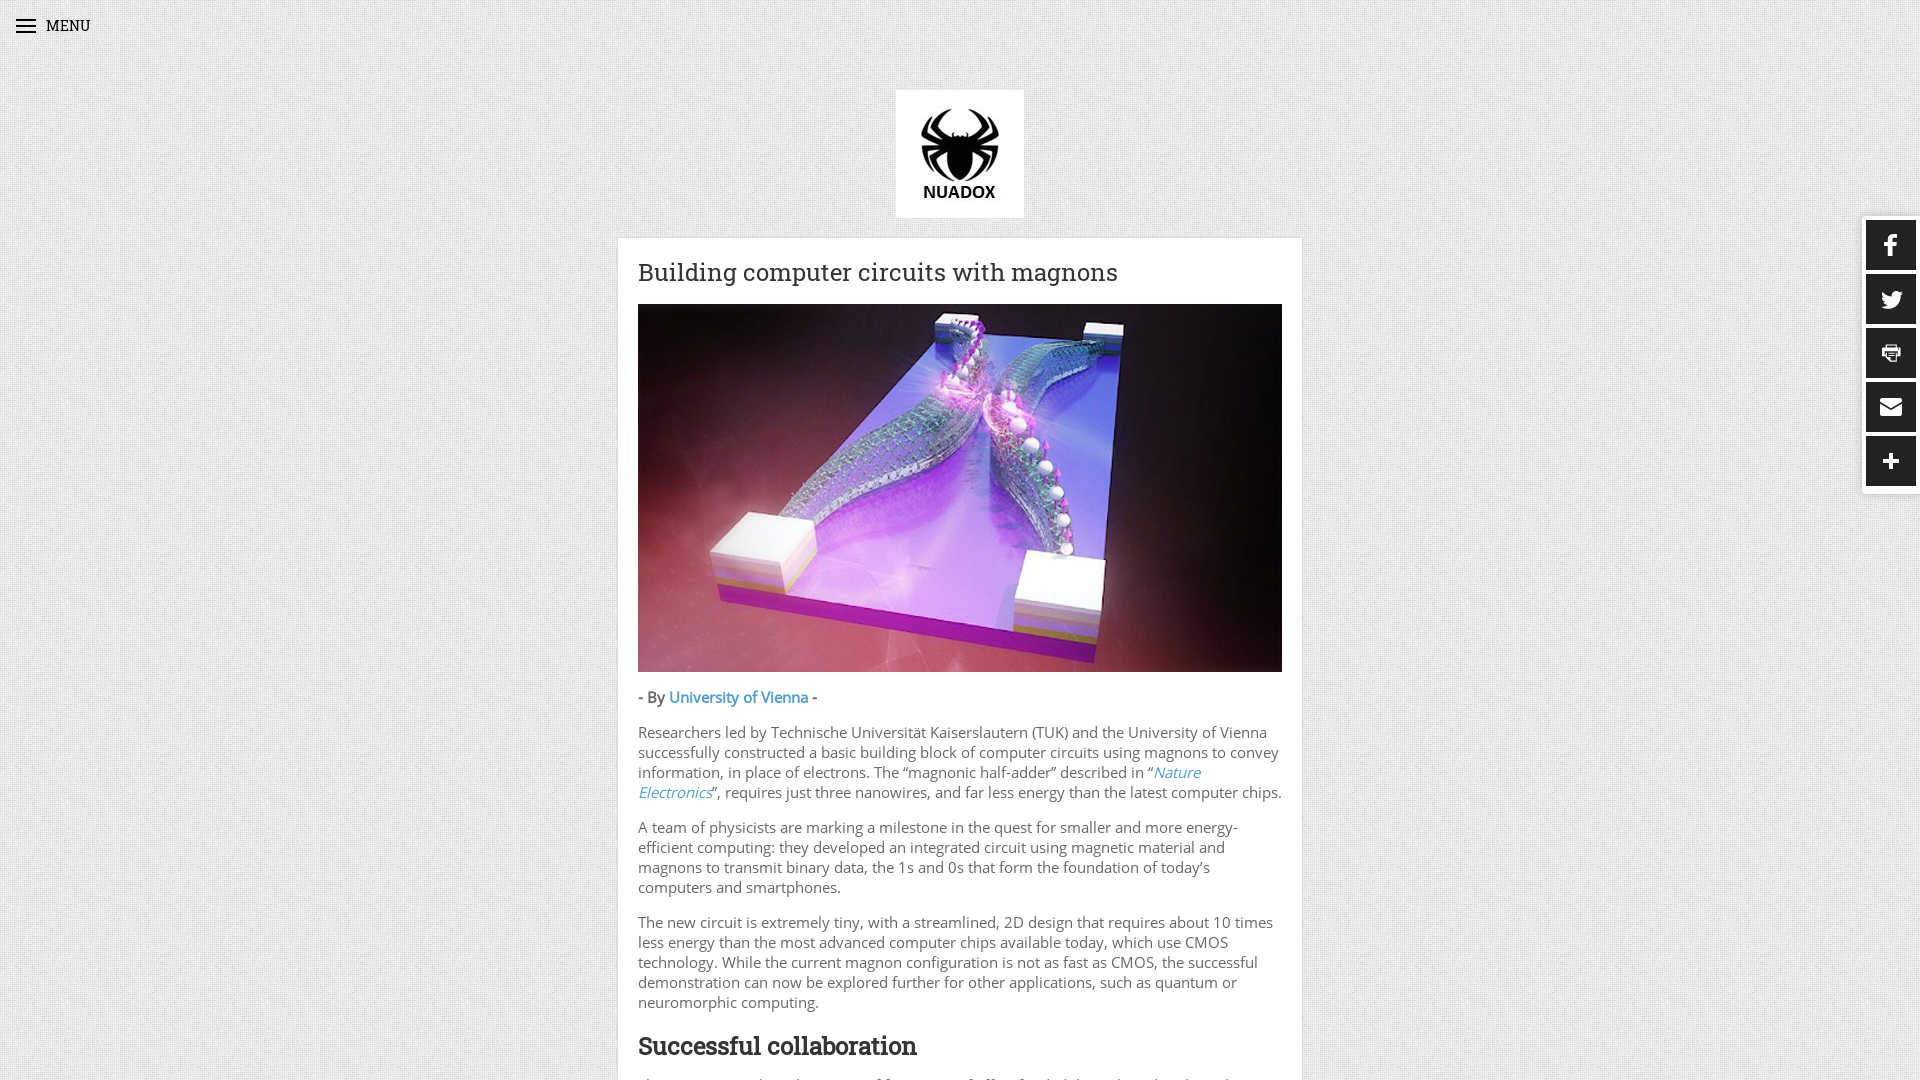 MENU
NUADOX
Building computer circuits with magnons
- By University of Vienna -
Researchers led by Technische Universität Kaiserslautern (TUK) and the University of Vienna
successfully constructed a basic building block of computer circuits using magnons to convey
information, in place of electrons. The “magnonic half-adder” described in “Nature
Electronics”, requires just three nanowires, and far less energy than the latest computer chips.
A team of physicists are marking a milestone in the quest for smaller and more energy-
efficient computing: they developed an integrated circuit using magnetic material and
magnons to transmit binary data, the 1s and 0s that form the foundation of today’s
computers and smartphones.
The new circuit is extremely tiny, with a streamlined, 2D design that requires about 10 times
less energy than the most advanced computer chips available today, which use CMOS
technology. While the current magnon configuration is not as fast as CMOS, the successful
demonstration can now be explored further for other applications, such as quantum or
neuromorphic computing.
Successful collaboration